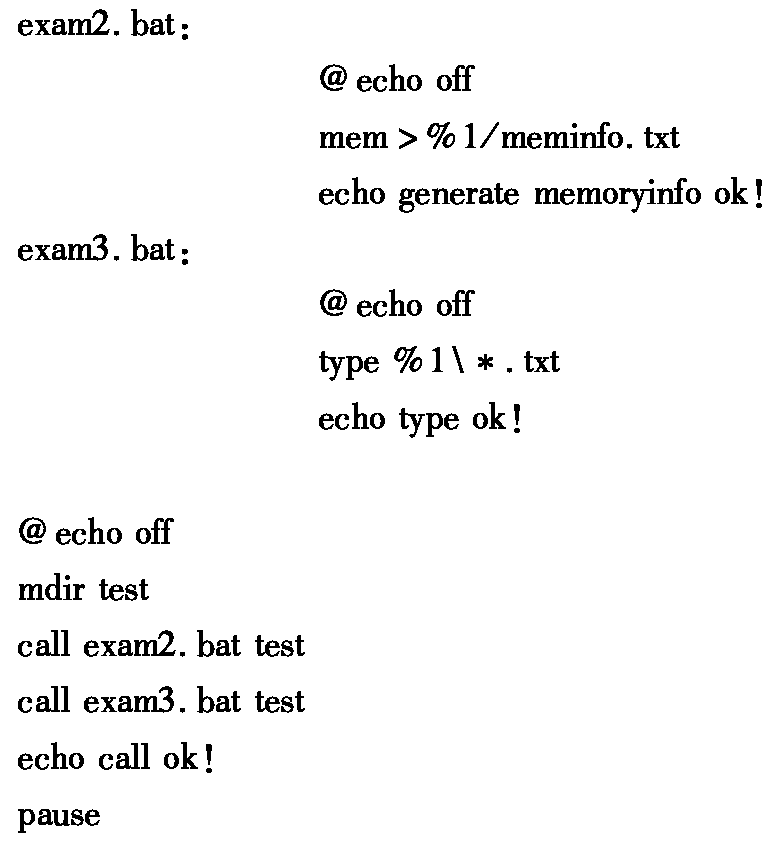 exam2. bat:
@ echo off
mem > % 1/meminfo. txt
echo generate memoryinfo ok!
exam3. bat:
@ echo off
type % 1\ * . txt
echo type ok!
@ echo off
mdir test
call exam2. bat test
call exam3. bat test
echo call ok!
pause